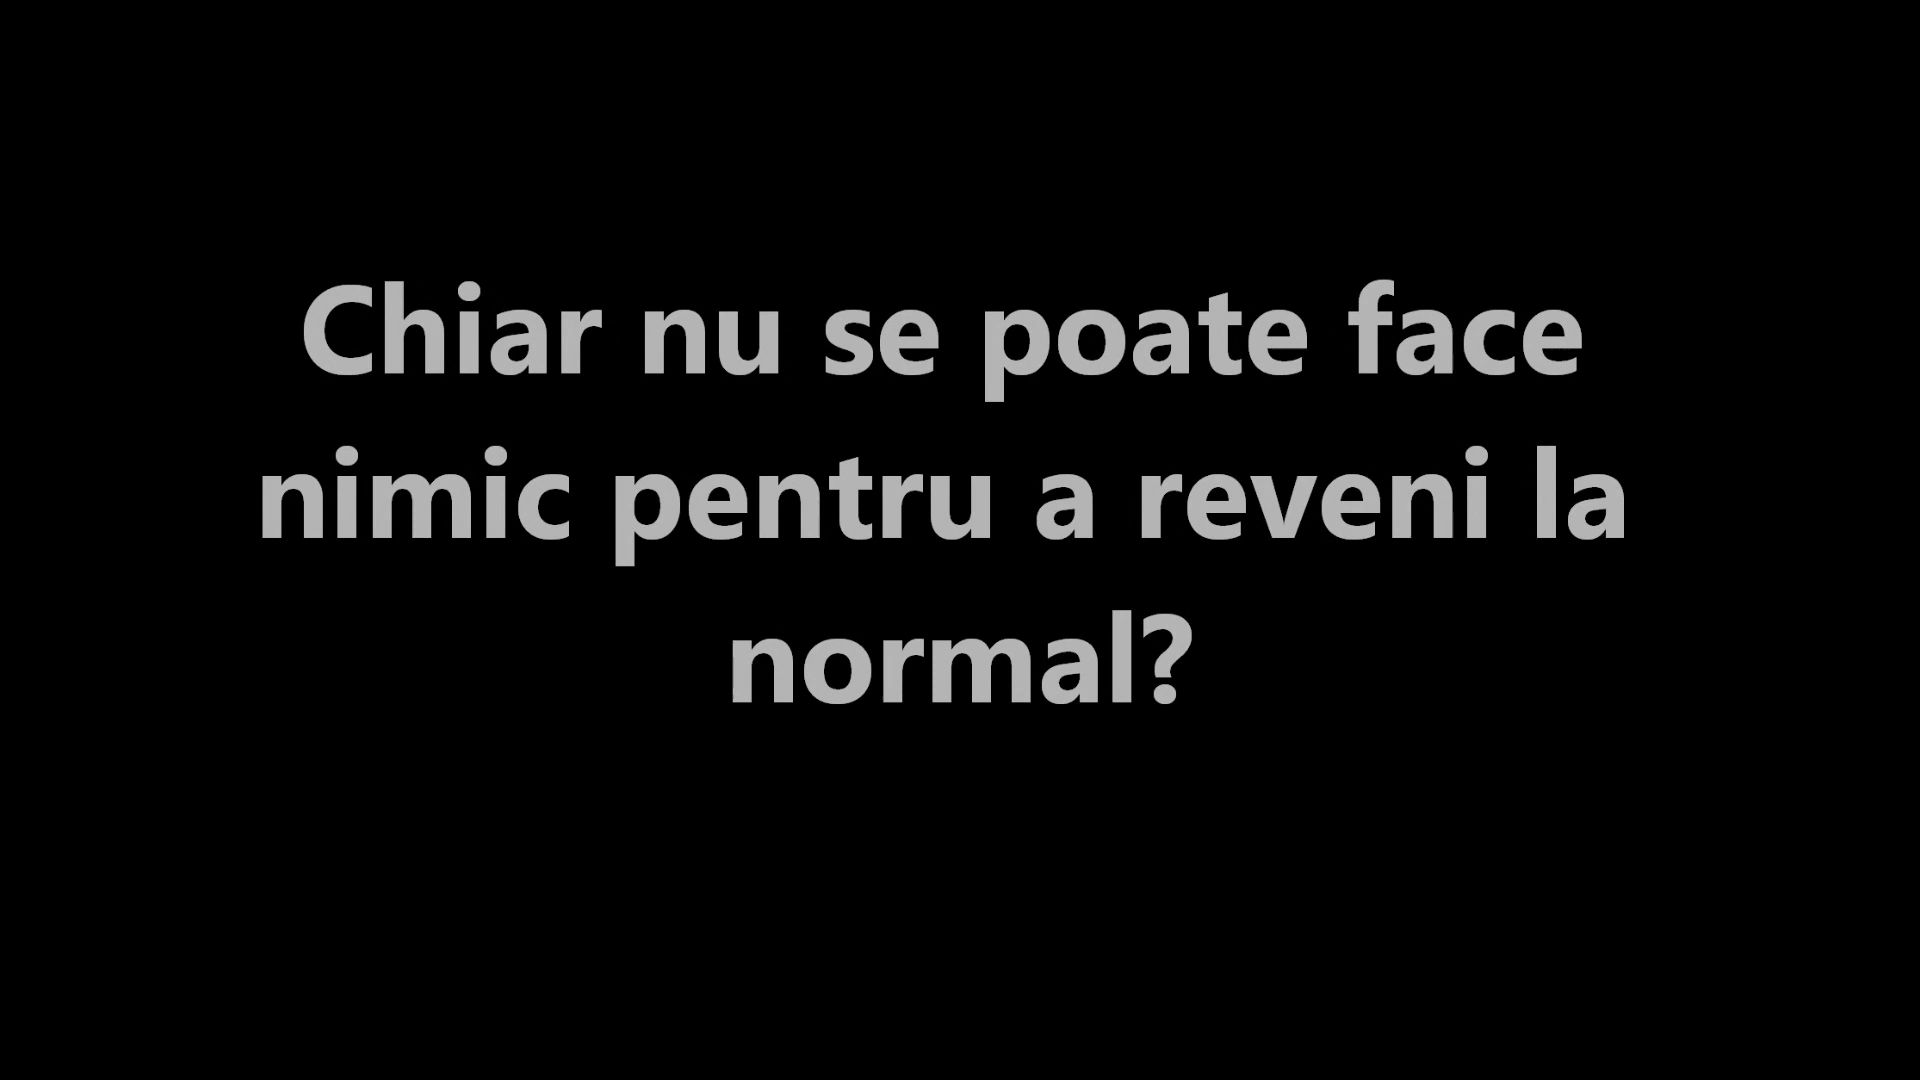 Chiar nu se poate face
nimic pentru a reveni la
normal?